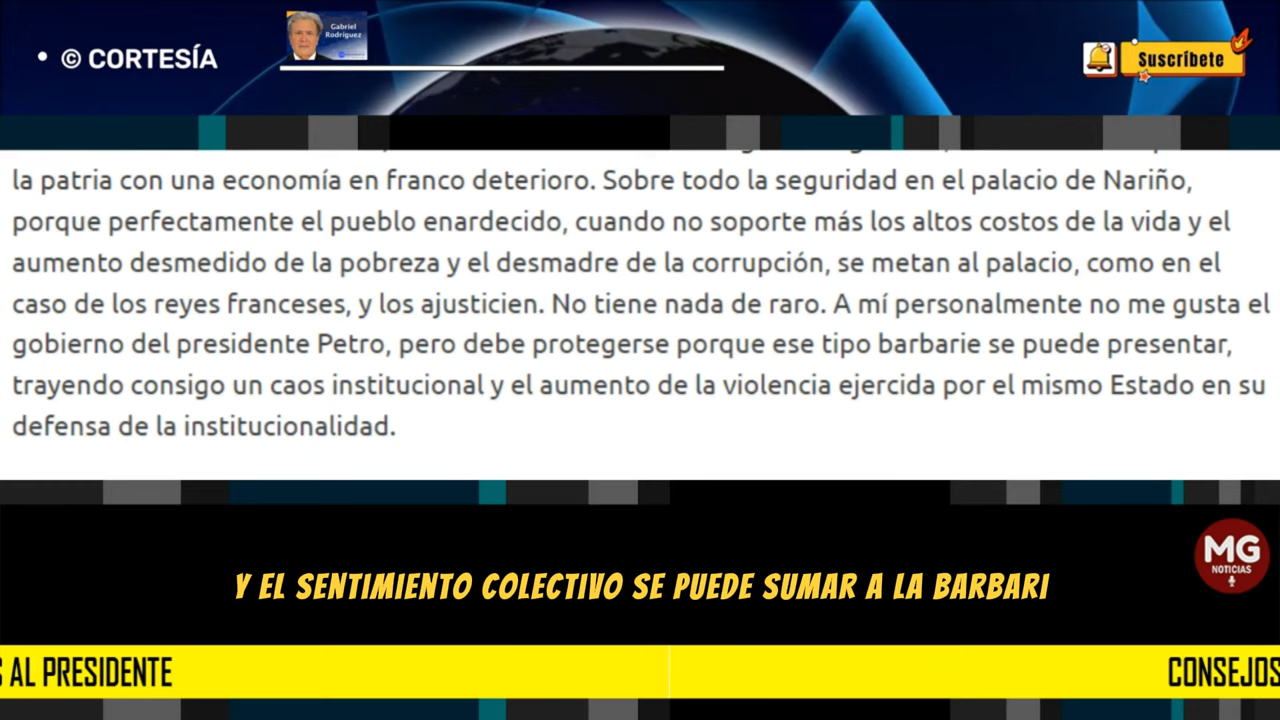 • © CORTESÍA
Gabriel
Rodríguez
Suscríbete
la patria con una economía en franco deterioro. Sobre todo la seguridad en el palacio de Nariño,
porque perfectamente el pueblo enardecido, cuando no soporte más los altos costos de la vida y el
aumento desmedido de la pobreza y el desmadre de la corrupción, se metan al palacio, como en el
caso de los reyes franceses, y los ajusticien. No tiene nada de raro. A mí personalmente no me gusta el
gobierno del presidente Petro, pero debe protegerse porque ese tipo barbarie se puede presentar,
trayendo consigo un caos institucional y el aumento de la violencia ejercida por el mismo Estado en su
defensa de la institucionalidad.
MG
NOTICIAS
Y EL SENTIMIENTO COLECTIVO SE PUEDE SUMAR A LA BARBARI
S AL PRESIDENTE
CONSEJOS